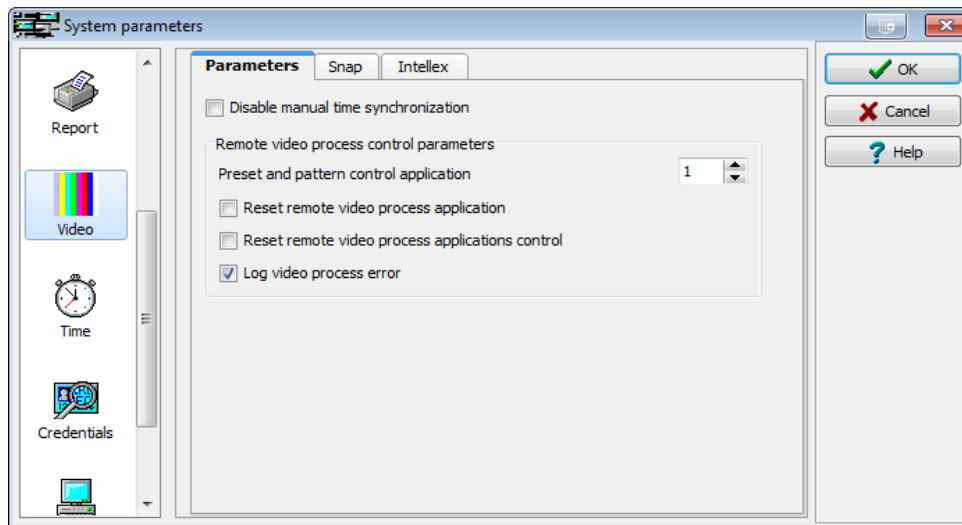 System parameters
Report
Video
Time
Credentials
Parameters Snap Intellex
Disable manual time synchronization
Remote video process control parameters
Preset and pattern control application 1
Reset remote video process application
Reset remote video process applications control
Log video process error
OK
Cancel
Help